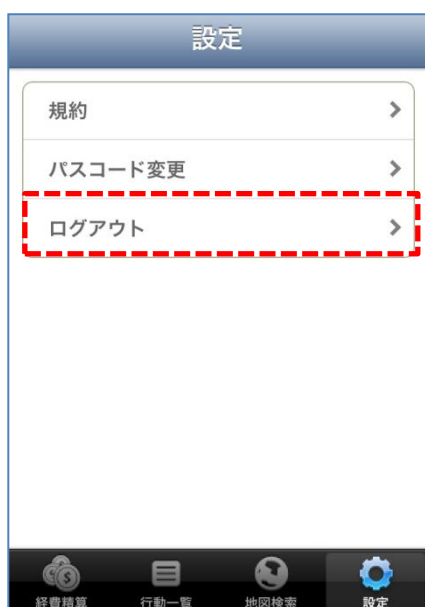 設定
規約
パスコード変更
ログアウト
経費精算
行動一覧
地図検索
設定